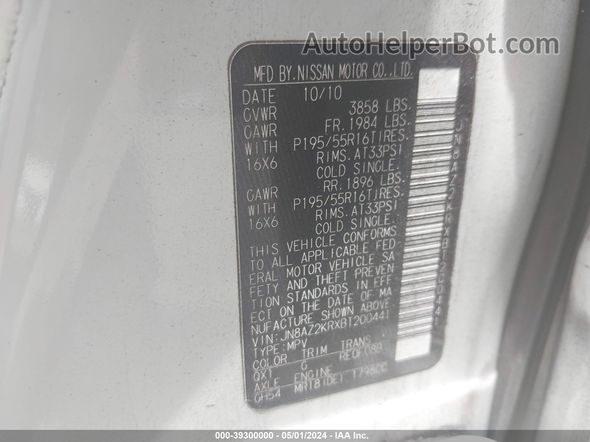 AutoHelperBot.com
MFD BY.NISSAN MOTOR CO.,LTD.
DATE 10/10
GVWR 3858 LBS.
GAWR FR. 1984 LBS.
WITH P195/55R16TIRES.
16X6 RIMS. AT33PSI
COLD SINGLE.
GAWR RR. 1896 LBS.
WITH P195/55R16TIRES.
16X6 RIMS. AT33PSI
COLD SINGLE.
THIS VEHICLE CONFORMS
TO ALL APPLICABLE FED-
ERAL MOTOR VEHICLE SA
FETY AND THEFT PREVEN
TION STANDARDS IN EFF
ECT ON THE DATE OF MA
NUFACTURE SHOWN ABOVE.
VIN: JN8AZ2KRXBT200441
TYPE: MPV
COLOR TRIM TRANS
QX1 G RE0F08B
AXLE ENGINE
GH54 MR18(DE) 1798CC
JN8AZ2KRXBT200441
000-39300000 - 05/01/2024 - IAA Inc.